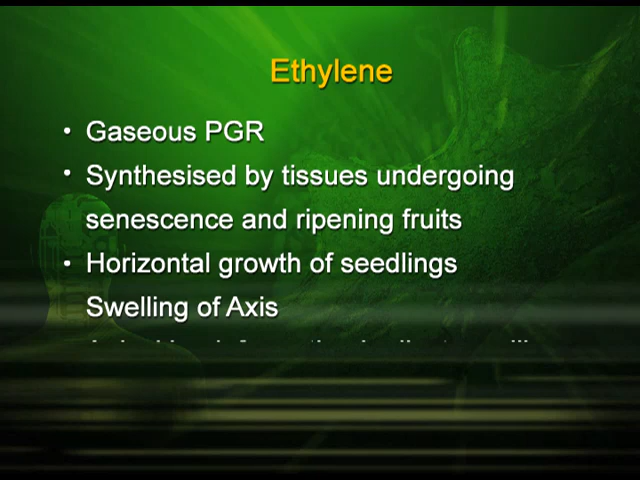 Ethylene
• Gaseous PGR
• Synthesised by tissues undergoing
senescence and ripening fruits
• Horizontal growth of seedlings
Swelling of Axis